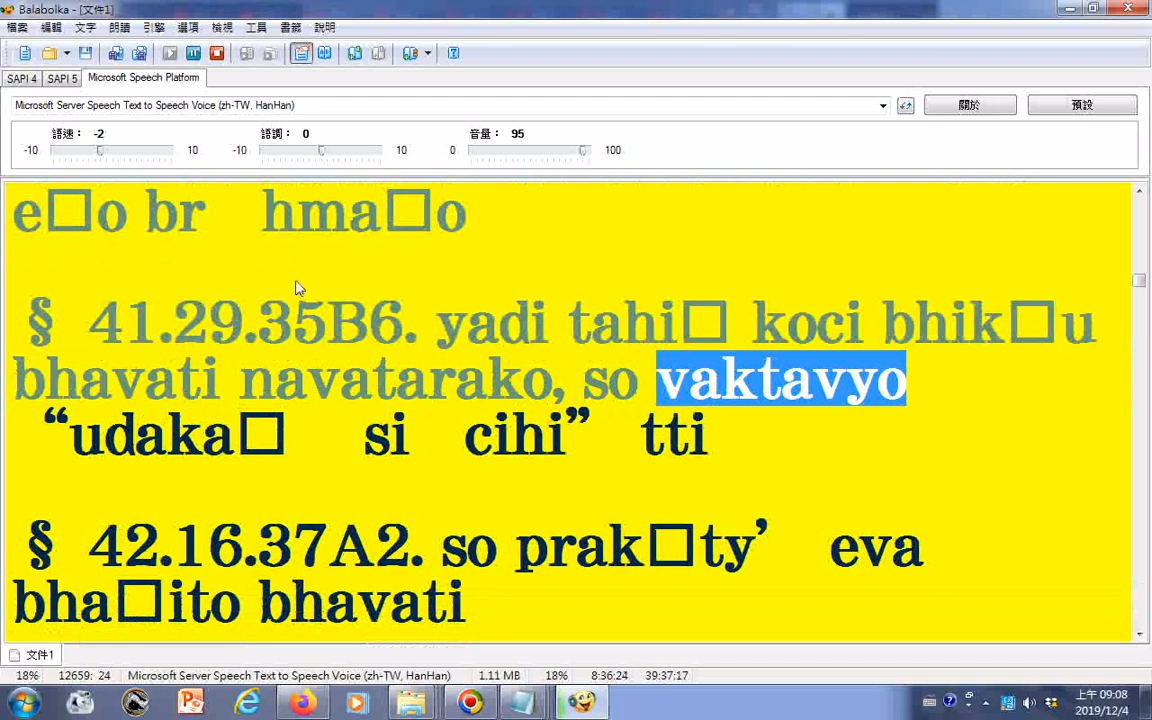 Balabolka - [文件1]
檔案 編輯 文字 朗讀 引擎 選項 檢視 工具 書籤 說明
SAPI 4 SAPI 5 Microsoft Speech Platform
Microsoft Server Speech Text to Speech Voice (zh-TW, HanHan) 關於 預設
語速： -2 語調： 0 音量： 95
-10 10 -10 10 0 100
e□o br hma□o
§ 41.29.35B6. yadi tahi□ koci bhik□u
bhavati navatarako, so vaktavyo
“udaka□ si cihi” tti
§ 42.16.37A2. so prak□ty’ eva
bha□ito bhavati
文件1
18% 12659: 24 Microsoft Server Speech Text to Speech Voice (zh-TW, HanHan) 1.11 MB 18% 8:36:24 39:37:17
上午 09:08
2019/12/4